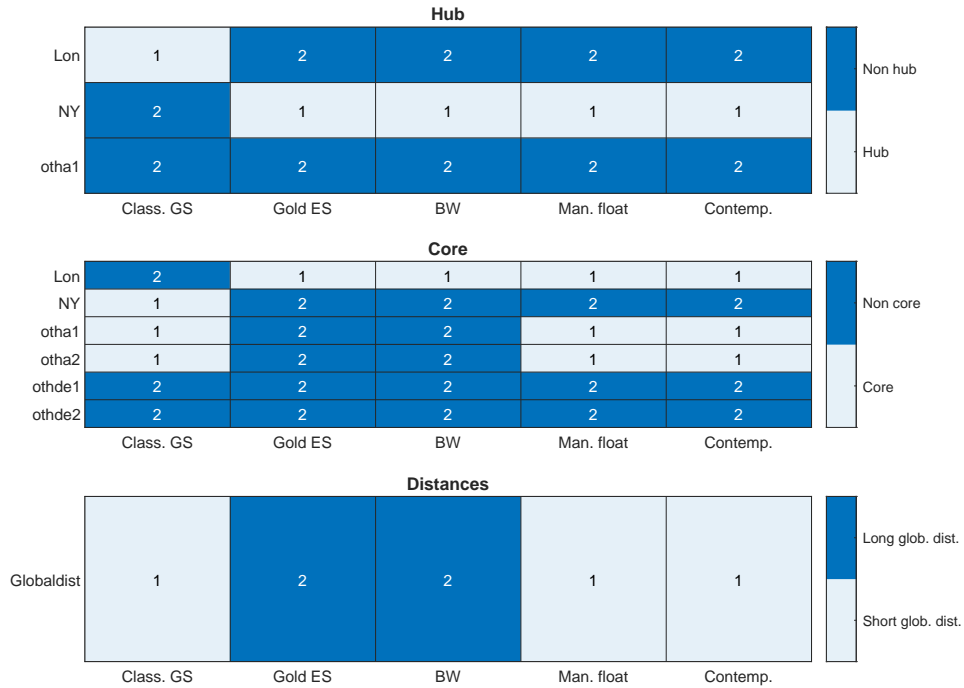 Hub
Lon 1 2 2 2 2
NY 2 1 1 1 1
otha1 2 2 2 2 2
Class. GS Gold ES BW Man. float Contemp.
Non hub
Hub
Core
Lon 2 1 1 1 1
NY 1 2 2 2 2
otha1 1 2 2 1 1
otha2 1 2 2 1 1
othde1 2 2 2 2 2
othde2 2 2 2 2 2
Class. GS Gold ES BW Man. float Contemp.
Non core
Core
Distances
Globaldist 1 2 2 1 1
Class. GS Gold ES BW Man. float Contemp.
Long glob. dist.
Short glob. dist.